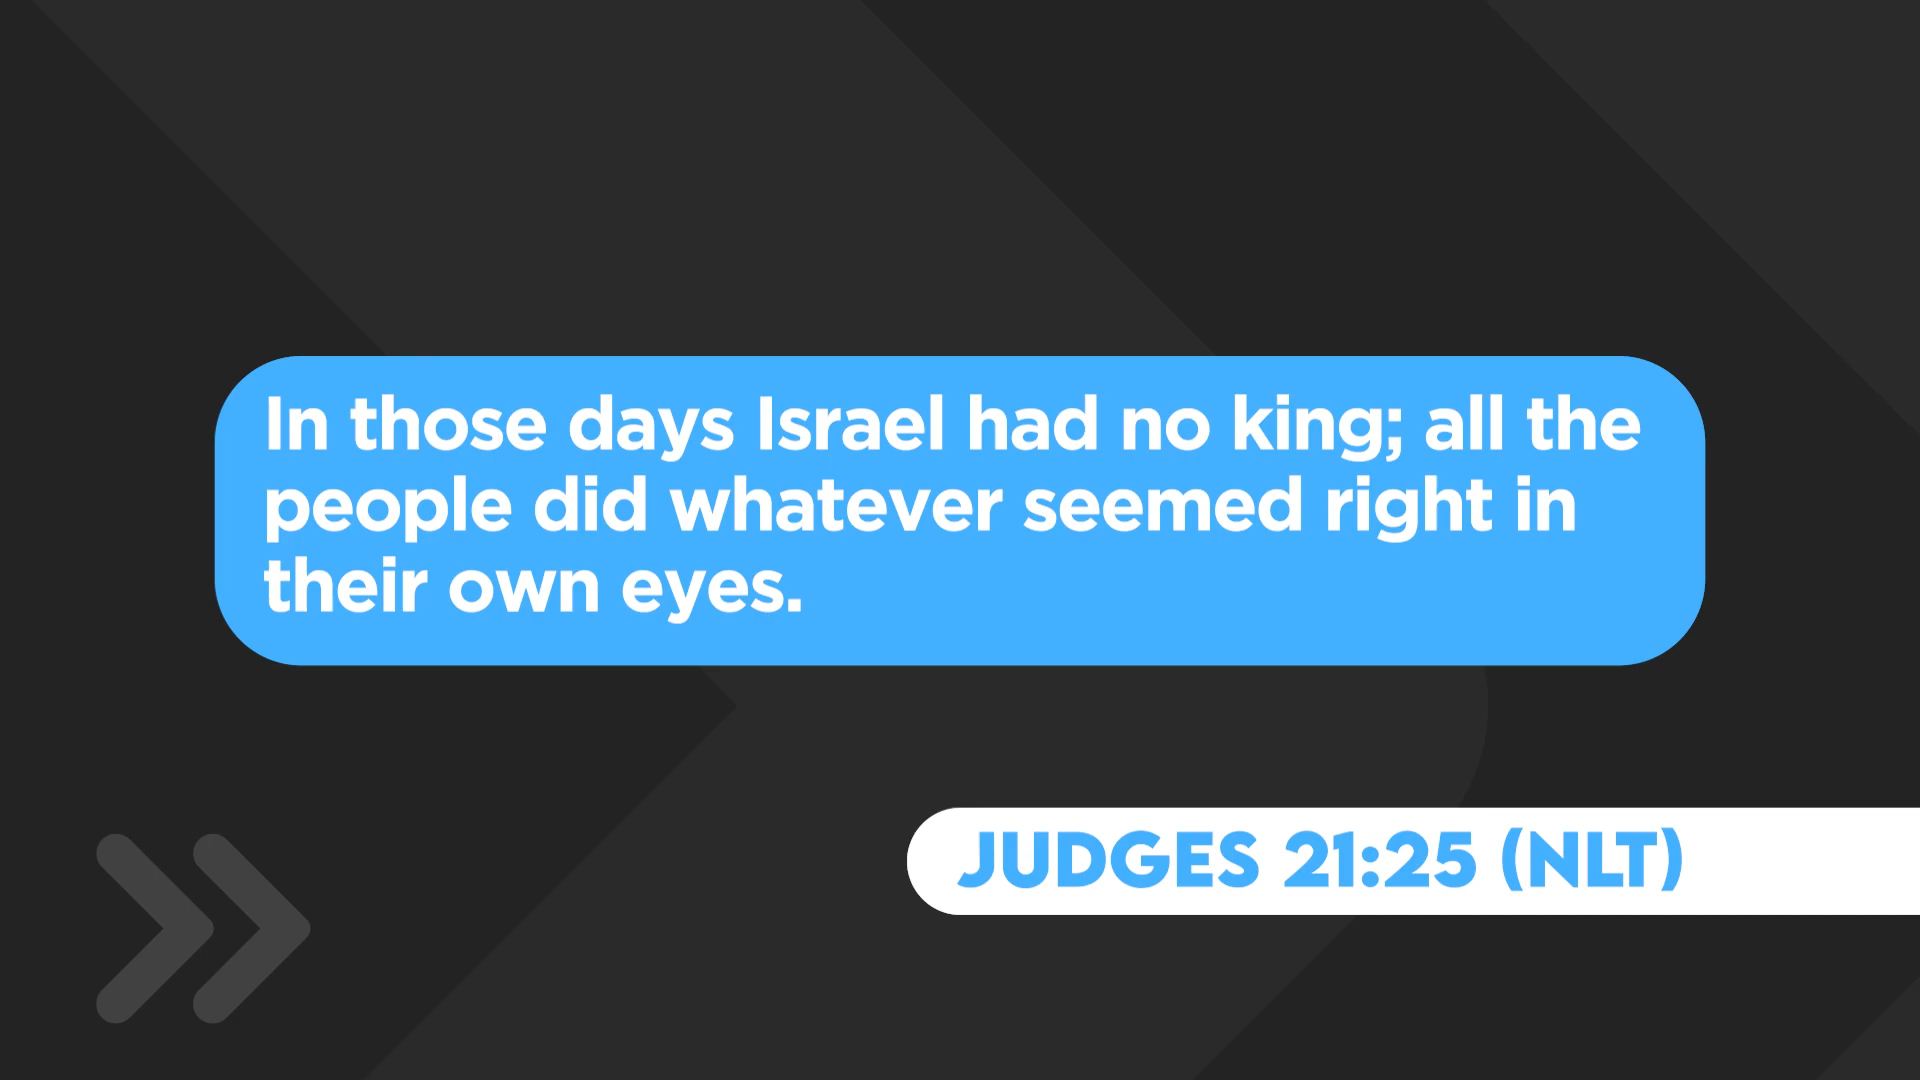 In those days Israel had no king; all the
people did whatever seemed right in
their own eyes.
JUDGES 21:25 (NLT)